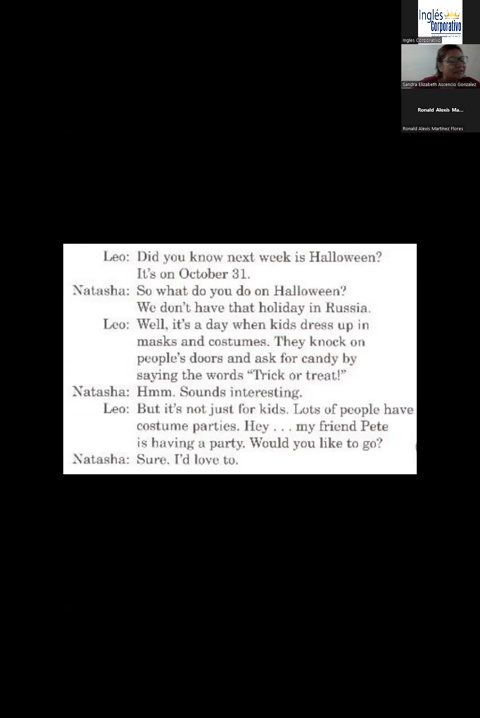 Inglés
Corporativo
Inglés Corporativo
Sandra Elizabeth Ascencio Gonzalez
Ronald Alexis Ma...
Ronald Alexis Martínez Flores
Leo: Did you know next week is Halloween?
It's on October 31.
Natasha: So what do you do on Halloween?
We don't have that holiday in Russia.
Leo: Well, it's a day when kids dress up in
masks and costumes. They knock on
people's doors and ask for candy by
saying the words "Trick or treat!"
Natasha: Hmm. Sounds interesting.
Leo: But it's not just for kids. Lots of people have
costume parties. Hey . . . my friend Pete
is having a party. Would you like to go?
Natasha: Sure. I'd love to.